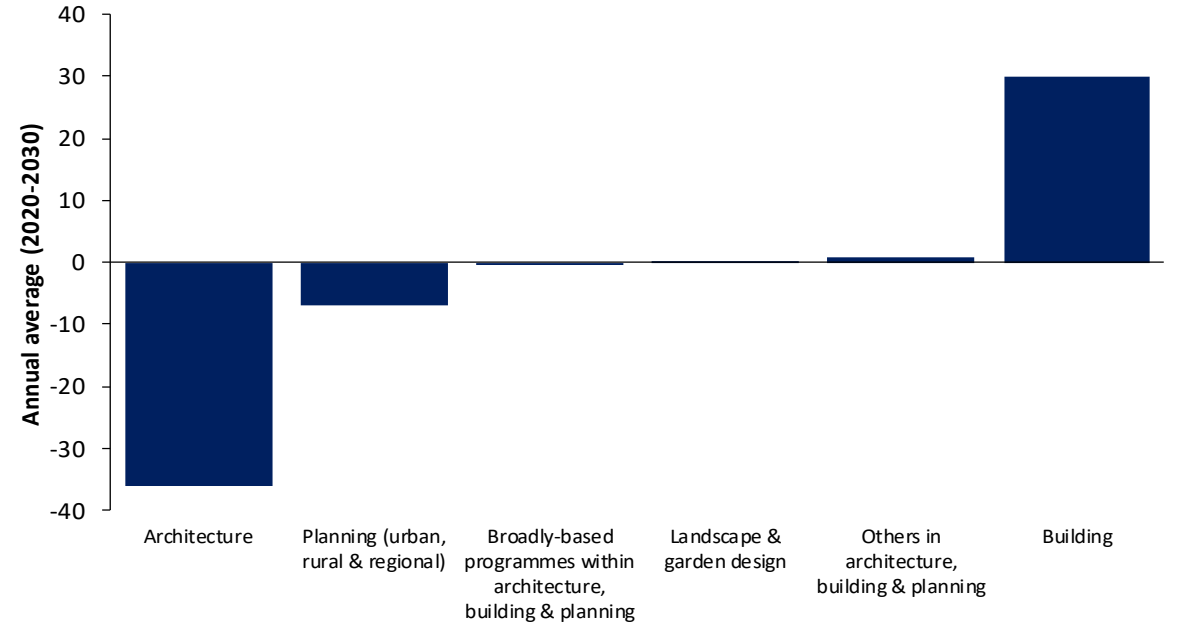 Annual average (2020-2030)
40
30
20
10
0
-10
-20
-30
-40
Architecture
Planning (urban,
rural & regional)
Broadly-based
programmes within
architecture,
building & planning
Landscape &
garden design
Others in
architecture,
building & planning
Building